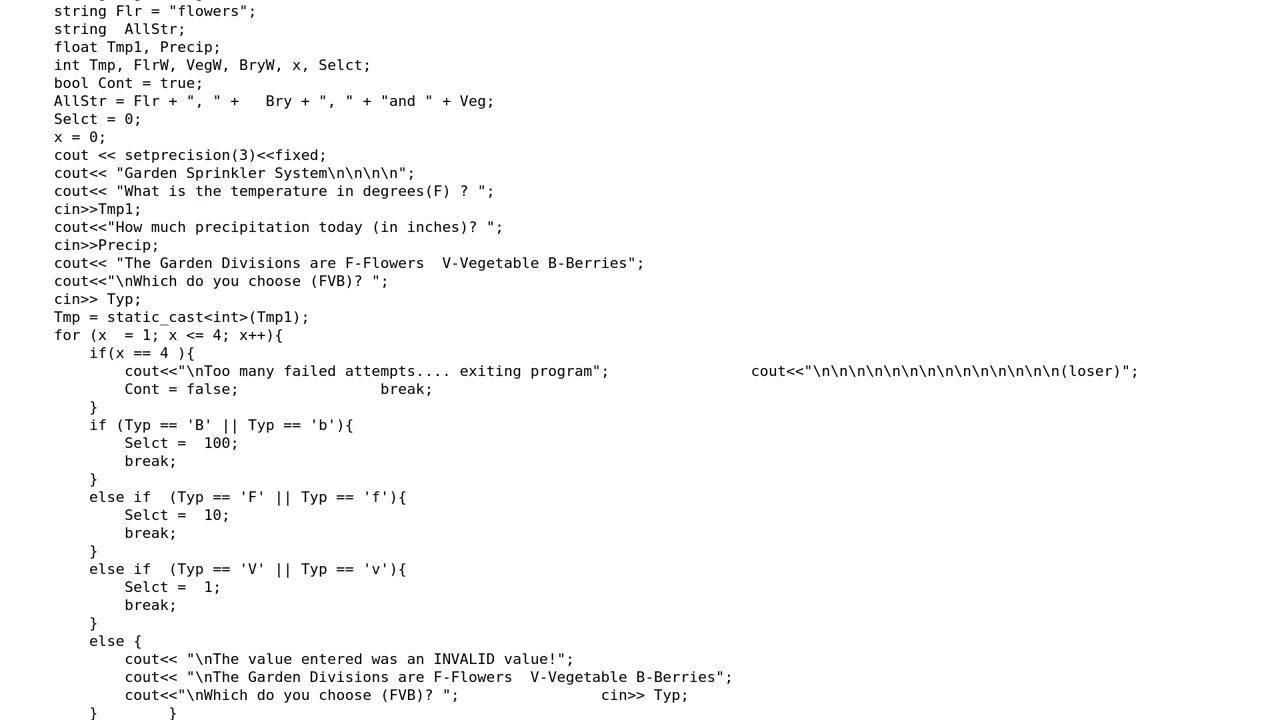 string Flr = "flowers";
string  AllStr;
float Tmp1, Precip;
int Tmp, FlrW, VegW, BryW, x, Selct;
bool Cont = true;
AllStr = Flr + ", " +   Bry + ", " + "and " + Veg;
Selct = 0;
x = 0;
cout << setprecision(3)<<fixed;
cout<< "Garden Sprinkler System\n\n\n\n";
cout<< "What is the temperature in degrees(F) ? ";
cin>>Tmp1;
cout<<"How much precipitation today (in inches)? ";
cin>>Precip;
cout<< "The Garden Divisions are F-Flowers  V-Vegetable B-Berries";
cout<<"\nWhich do you choose (FVB)? ";
cin>> Typ;
Tmp = static_cast<int>(Tmp1);
for (x  = 1; x <= 4; x++){
    if(x == 4 ){
        cout<<"\nToo many failed attempts.... exiting program";                cout<<"\n\n\n\n\n\n\n\n\n\n\n\n\n\n(loser)";
        Cont = false;                break;
    }
    if (Typ == 'B' || Typ == 'b'){
        Selct =  100;
        break;
    }
    else if  (Typ == 'F' || Typ == 'f'){
        Selct =  10;
        break;
    }
    else if  (Typ == 'V' || Typ == 'v'){
        Selct =  1;
        break;
    }
    else {
        cout<< "\nThe value entered was an INVALID value!";
        cout<< "\nThe Garden Divisions are F-Flowers  V-Vegetable B-Berries";
        cout<<"\nWhich do you choose (FVB)? ";                cin>> Typ;
    }        }